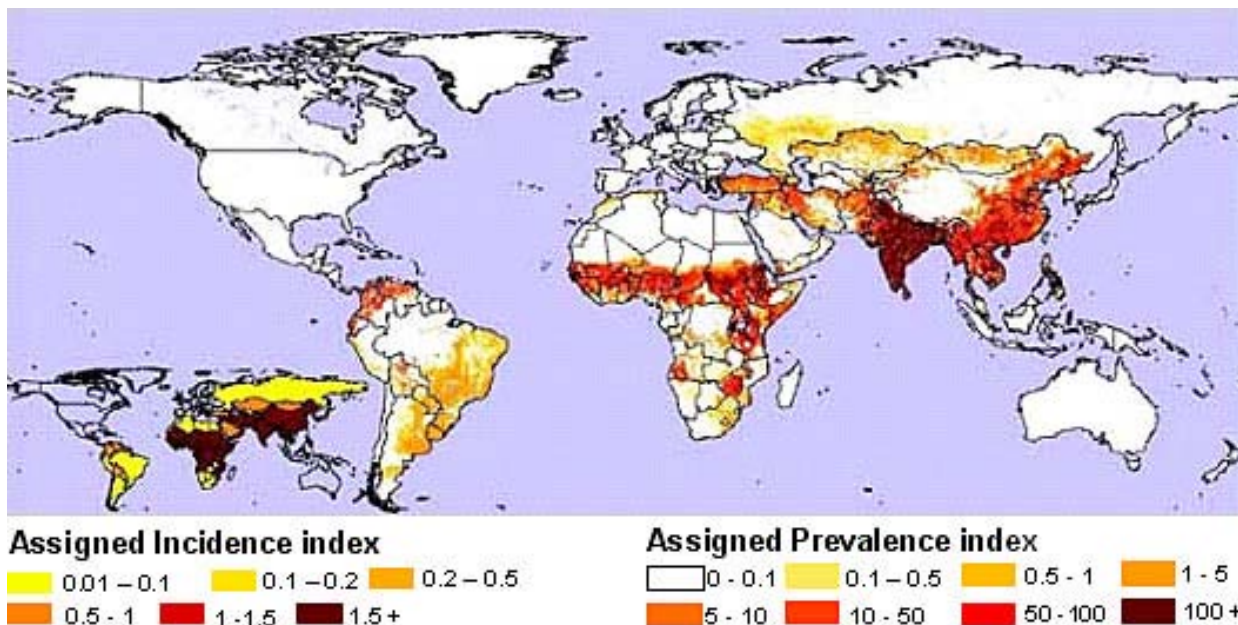 Assigned Incidence index
0.01 – 0.1 0.1 – 0.2 0.2 – 0.5
0.5 - 1 1 -1.5 1.5 +
Assigned Prevalence index
0 - 0.1 0.1 – 0.5 0.5 - 1 1 - 5
5 - 10 10 - 50 50 - 100 100 +